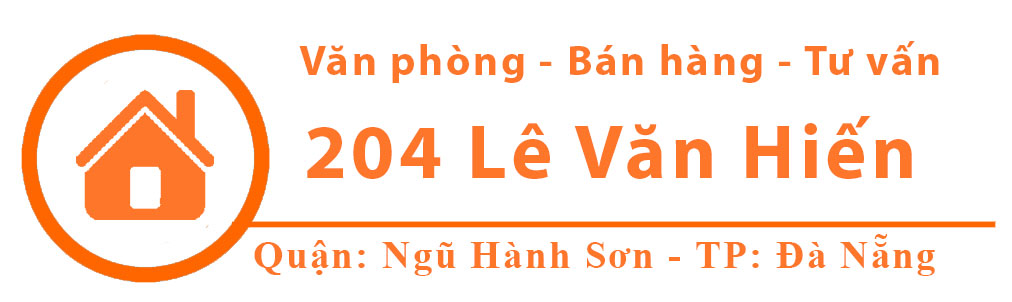 Văn phòng - Bán hàng - Tư vấn
204 Lê Văn Hiến
Quận: Ngũ Hành Sơn - TP: Đà Nẵng